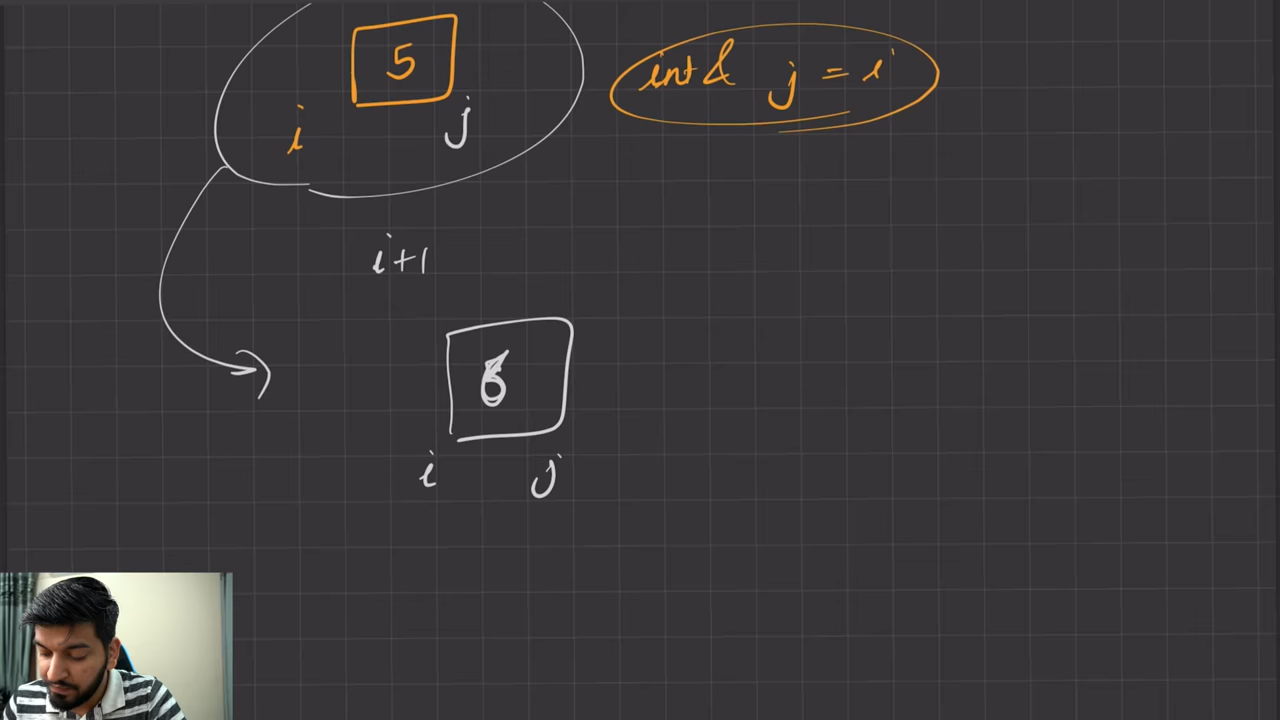 5
int& j = i
i j
i+1
6
i j